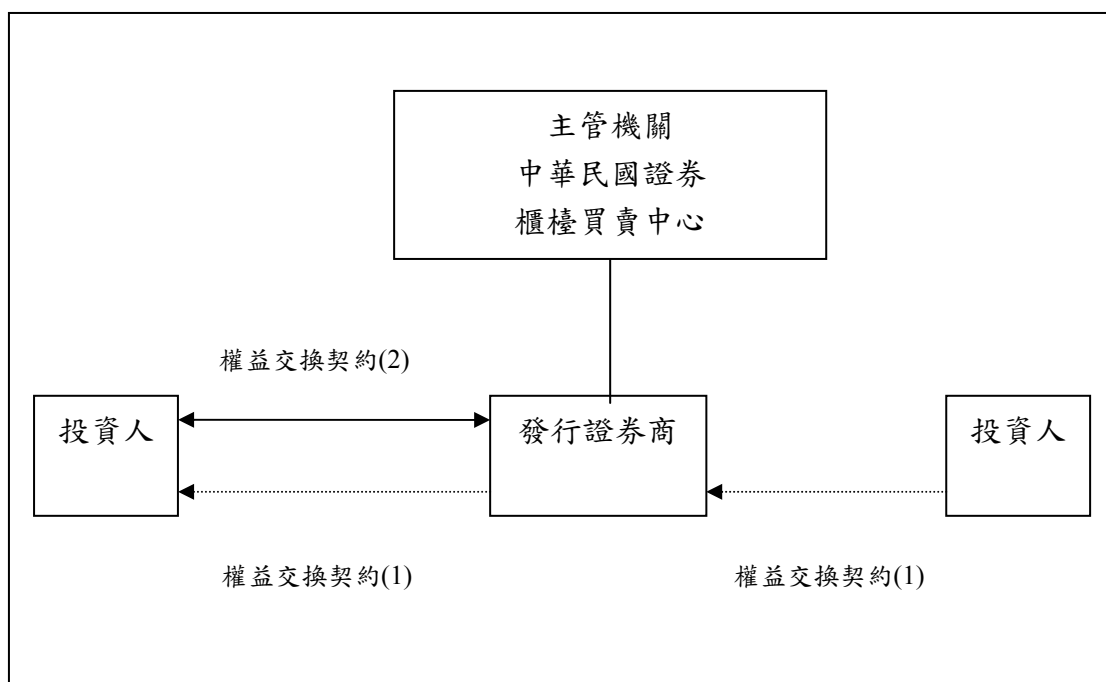 主管機關
中華民國證券
櫃檯買賣中心
權益交換契約(2)
投資人
發行證券商
投資人
權益交換契約(1)
權益交換契約(1)